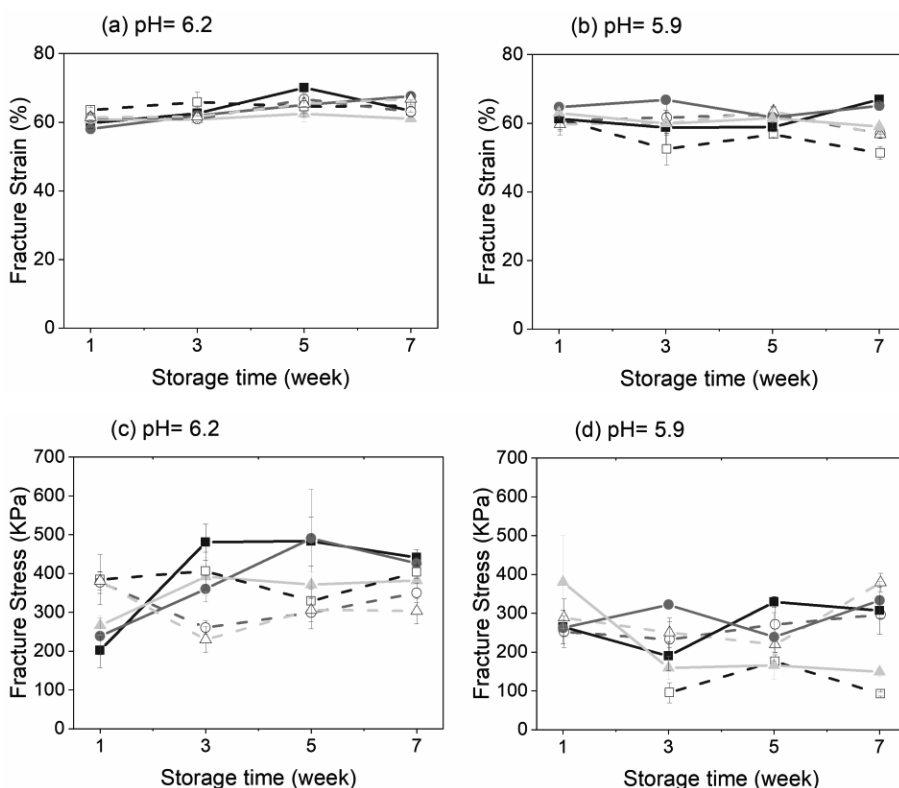 (a) pH= 6.2
80
60
40
20
0
Fracture Strain (%)
1 3 5 7
Storage time (week)
(b) pH= 5.9
80
60
40
20
0
Fracture Strain (%)
1 3 5 7
Storage time (week)
(c) pH= 6.2
700
600
500
400
300
200
100
0
Fracture Stress (KPa)
1 3 5 7
Storage time (week)
(d) pH= 5.9
700
600
500
400
300
200
100
0
Fracture Stress (KPa)
1 3 5 7
Storage time (week)